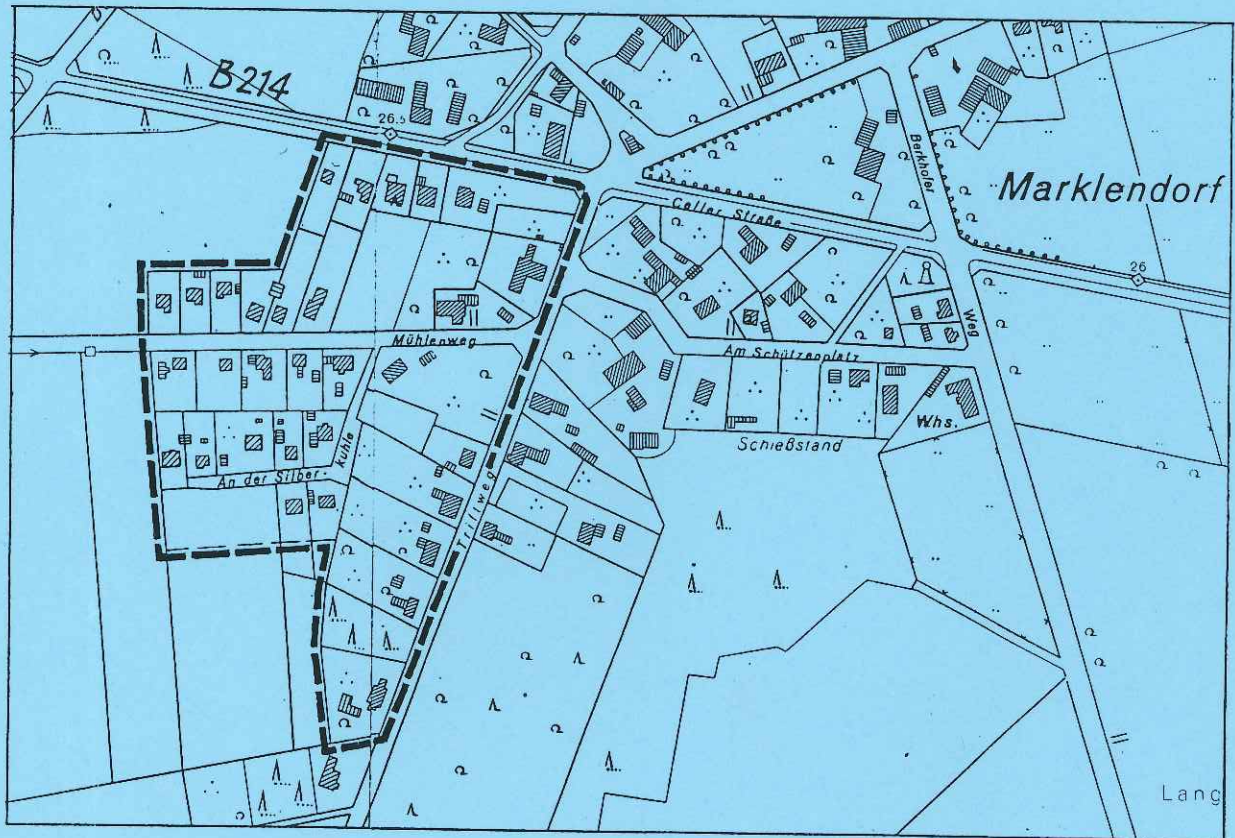 B 214
26.5
Berkhofer
Marklendorf
Celler Straße
26
Weg
Mühlenweg
Am Schützenplatz
Whs.
Schießstand
An der Silber-
kuhle
Trillweg
Lang